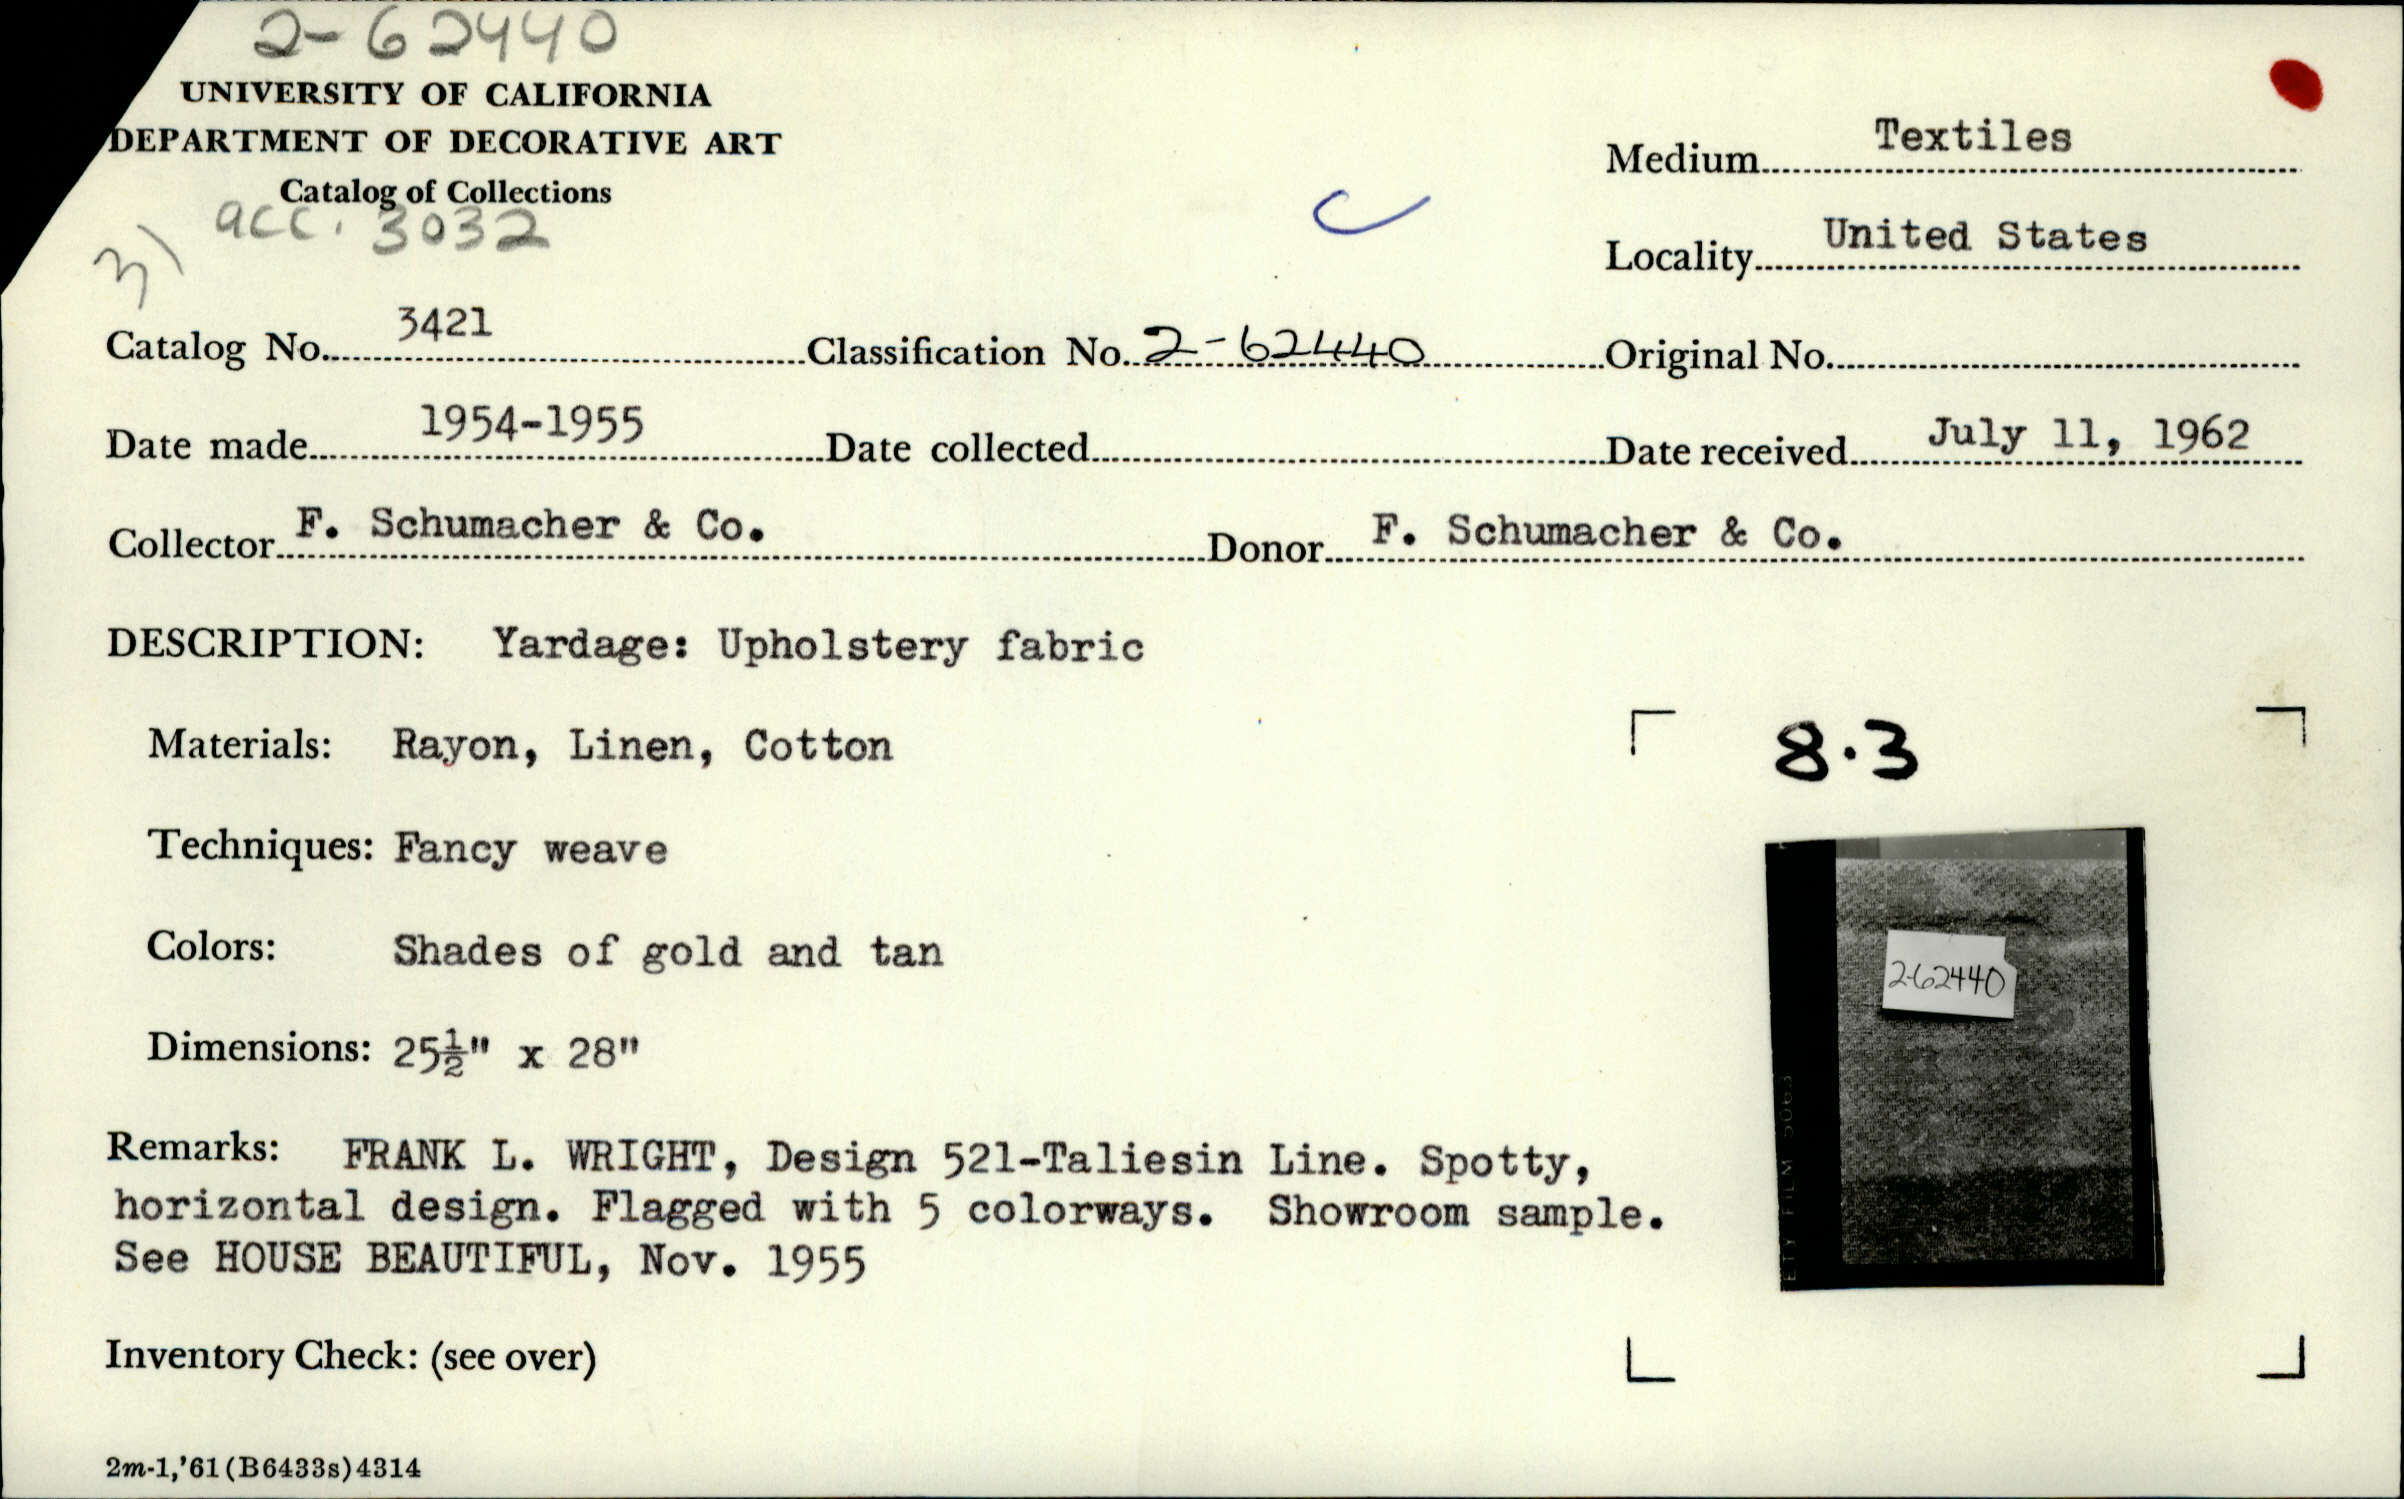 2-62440
UNIVERSITY OF CALIFORNIA
DEPARTMENT OF DECORATIVE ART
Catalog of Collections
acc. 3032
3)
Medium Textiles
Locality United States
Catalog No. 3421 Classification No. 2-62440 Original No.
Date made 1954-1955 Date collected Date received July 11, 1962
Collector F. Schumacher & Co. Donor F. Schumacher & Co.
DESCRIPTION: Yardage: Upholstery fabric
Materials: Rayon, Linen, Cotton
8.3
Techniques: Fancy weave
Colors: Shades of gold and tan
2-62440
Dimensions: 25½" x 28"
ETY FILM 5063
Remarks: FRANK L. WRIGHT, Design 521-Taliesin Line. Spotty,
horizontal design. Flagged with 5 colorways. Showroom sample.
See HOUSE BEAUTIFUL, Nov. 1955
Inventory Check: (see over)
2m-1,'61(B6433s)4314